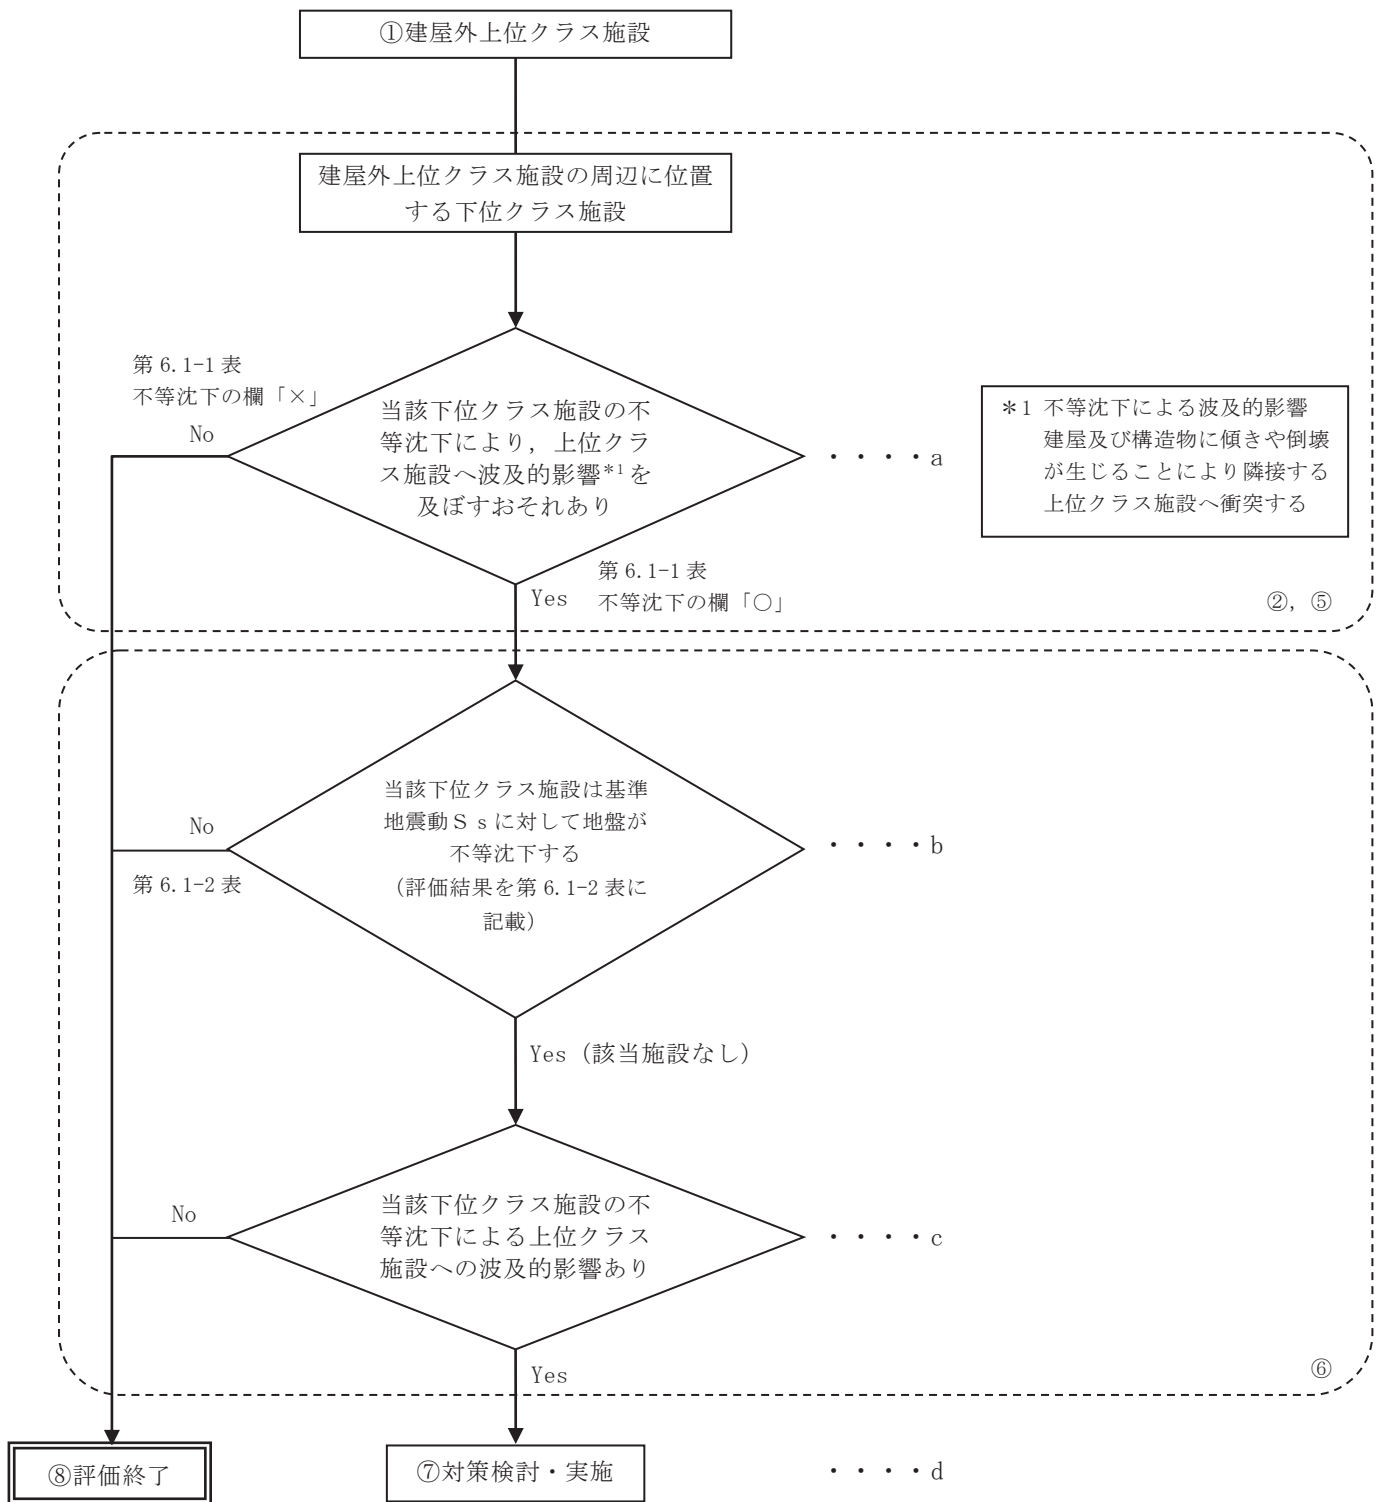 ①建屋外上位クラス施設
建屋外上位クラス施設の周辺に位置
する下位クラス施設
第 6.1-1 表
不等沈下の欄「×」
No
当該下位クラス施設の不
等沈下により，上位クラ
ス施設へ波及的影響*1を
及ぼすおそれあり
・・・・a
＊1 不等沈下による波及的影響
建屋及び構造物に傾きや倒壊
が生じることにより隣接する
上位クラス施設へ衝突する
Yes
第 6.1-1 表
不等沈下の欄「○」
②，⑤
No
第 6.1-2 表
当該下位クラス施設は基準
地震動Ｓｓに対して地盤が
不等沈下する
（評価結果を第 6.1-2 表に
記載）
・・・・b
Yes（該当施設なし）
No
当該下位クラス施設の不
等沈下による上位クラス
施設への波及的影響あり
・・・・c
Yes
⑥
⑧評価終了
⑦対策検討・実施
・・・・d